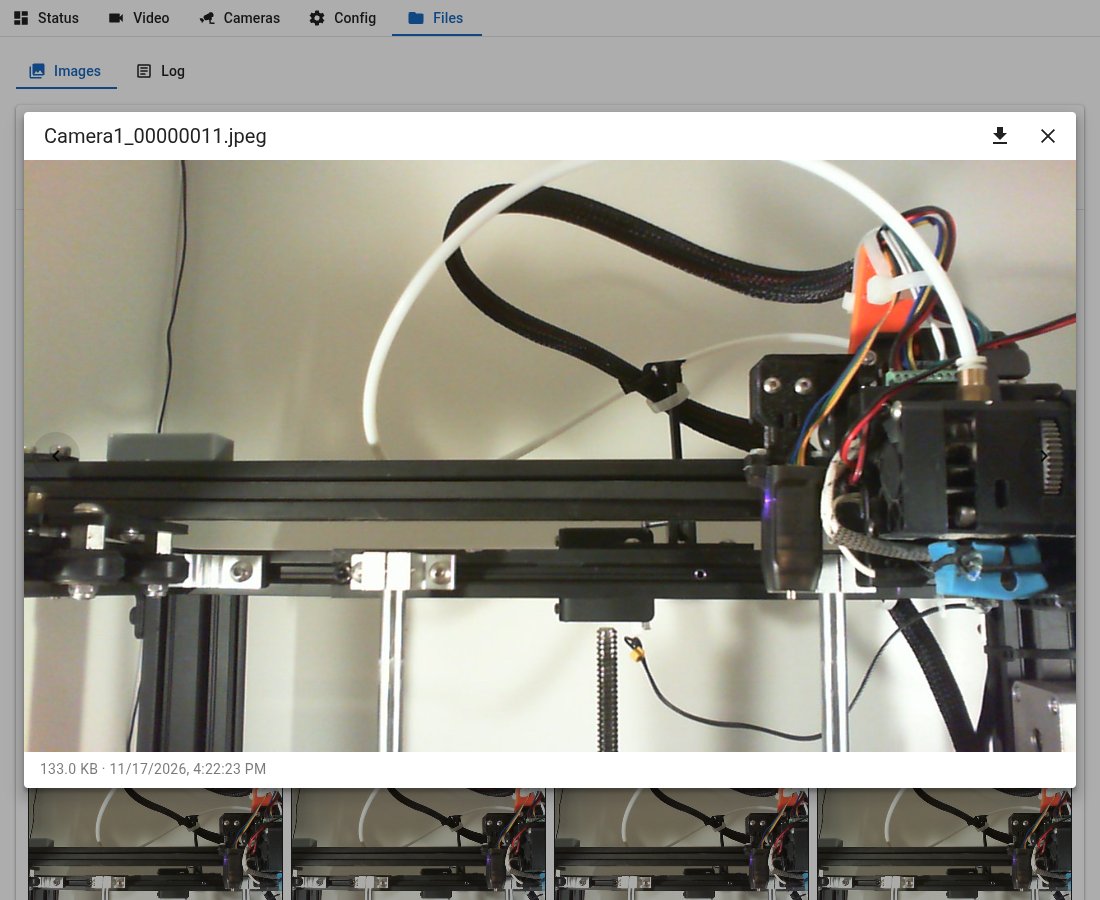 Status Video Cameras Config Files
Images Log
Camera1_00000011.jpeg
133.0 KB · 11/17/2026, 4:22:23 PM